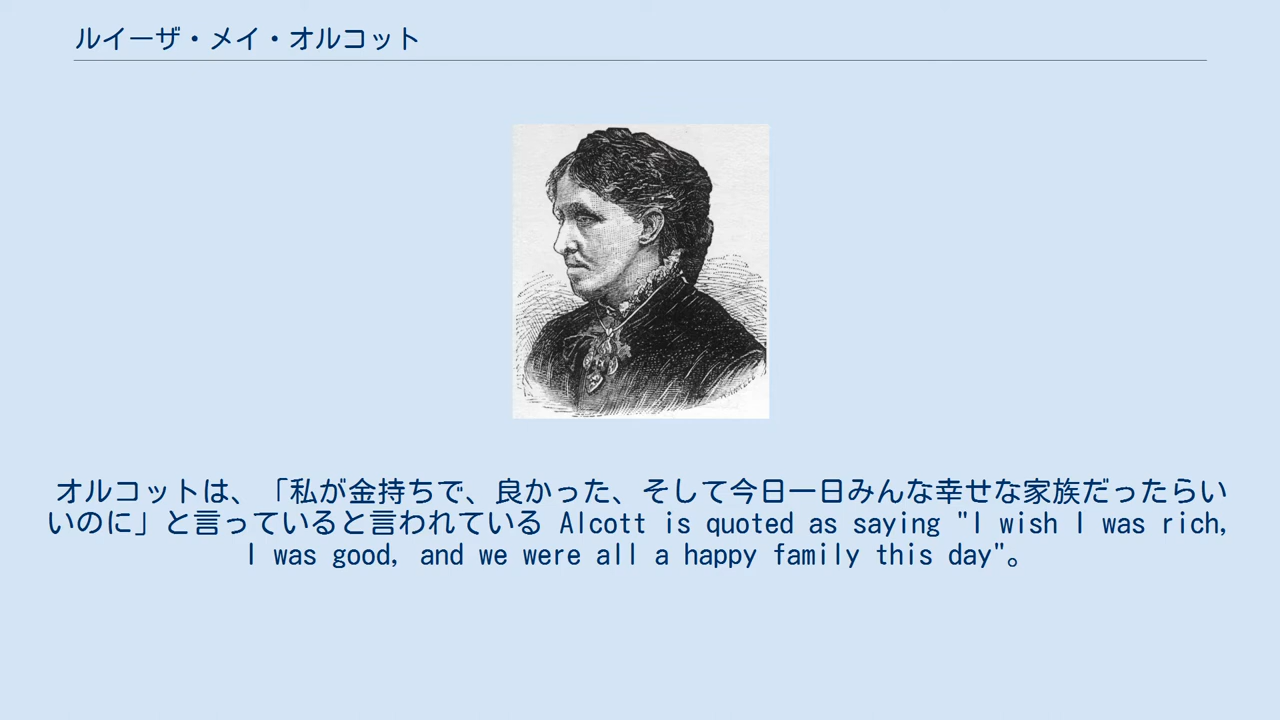 ルイーザ・メイ・オルコット
オルコットは、「私が金持ちで、良かった、そして今日一日みんな幸せな家族だったらい
いのに」と言っていると言われている Alcott is quoted as saying "I wish I was rich,
I was good, and we were all a happy family this day"。